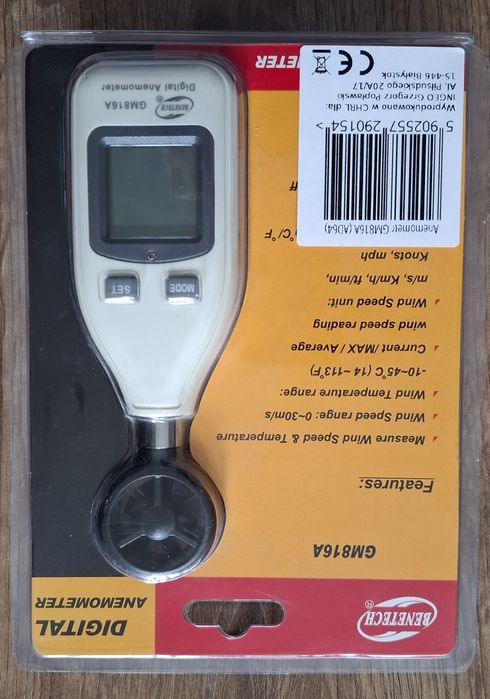 BENETECH
®
DIGITAL
ANEMOMETER
GM816A
Features:
Measure Wind Speed & Temperature
Wind Speed range: 0~30m/s
Wind Temperature range:
-10~45°C (14 ~ 113°F)
Current /MAX / Average
wind speed reading
Wind Speed unit:
m/s, Km/h, ft/min,
Knots, mph
°C/°F
ff
METER
Anemometr GM816A (AD64)
5 902557 290154 >
Wyprodukowano w CHRL dla:
INGEO Grzegorz Popławski
Al. Piłsudskiego 20A/17
15-446 Białystok
CE
MODE
SET
BENETECH
GM816A
Digital Anemometer